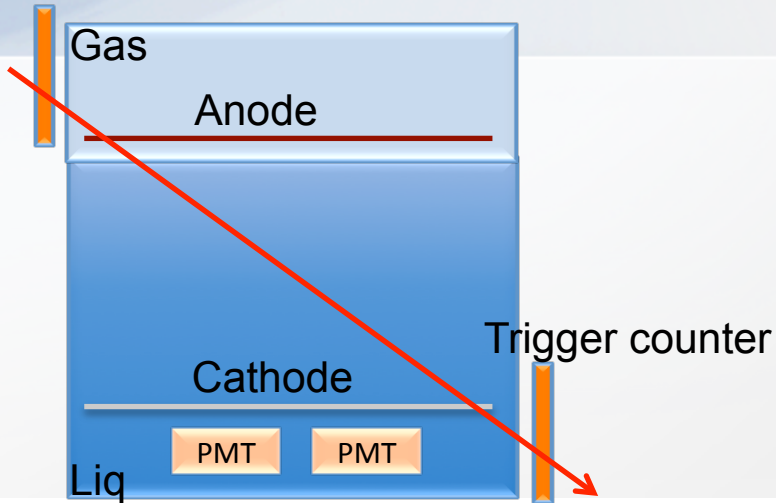 Gas
Anode
Trigger counter
Cathode
PMT PMT
Liq